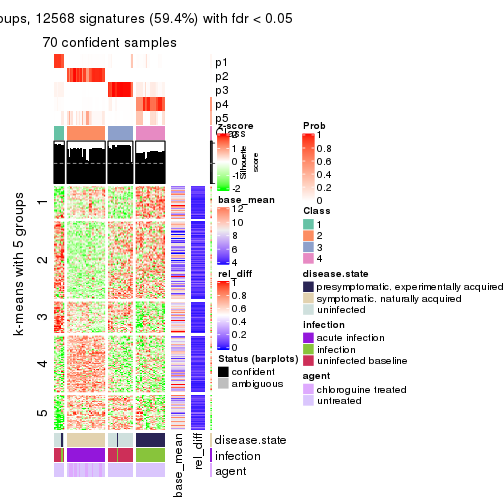 oups, 12568 signatures (59.4%) with fdr < 0.05
70 confident samples
p1
p2
p3
p4
p5
Class
Silhouette
score
k-means with 5 groups
1
2
3
4
5
z-score
2
1
0
-1
-2
base_mean
12
10
8
6
4
rel_diff
1
0.8
0.6
0.4
0.2
0
Status (barplots)
confident
ambiguous
Prob
1
0.8
0.6
0.4
0.2
0
Class
1
2
3
4
disease.state
presymptomatic. experimentally acquired
symptomatic. naturally acquired
uninfected
infection
acute infection
infection
uninfected baseline
agent
chloroguine treated
untreated
disease.state
infection
agent
base_mean
rel_diff